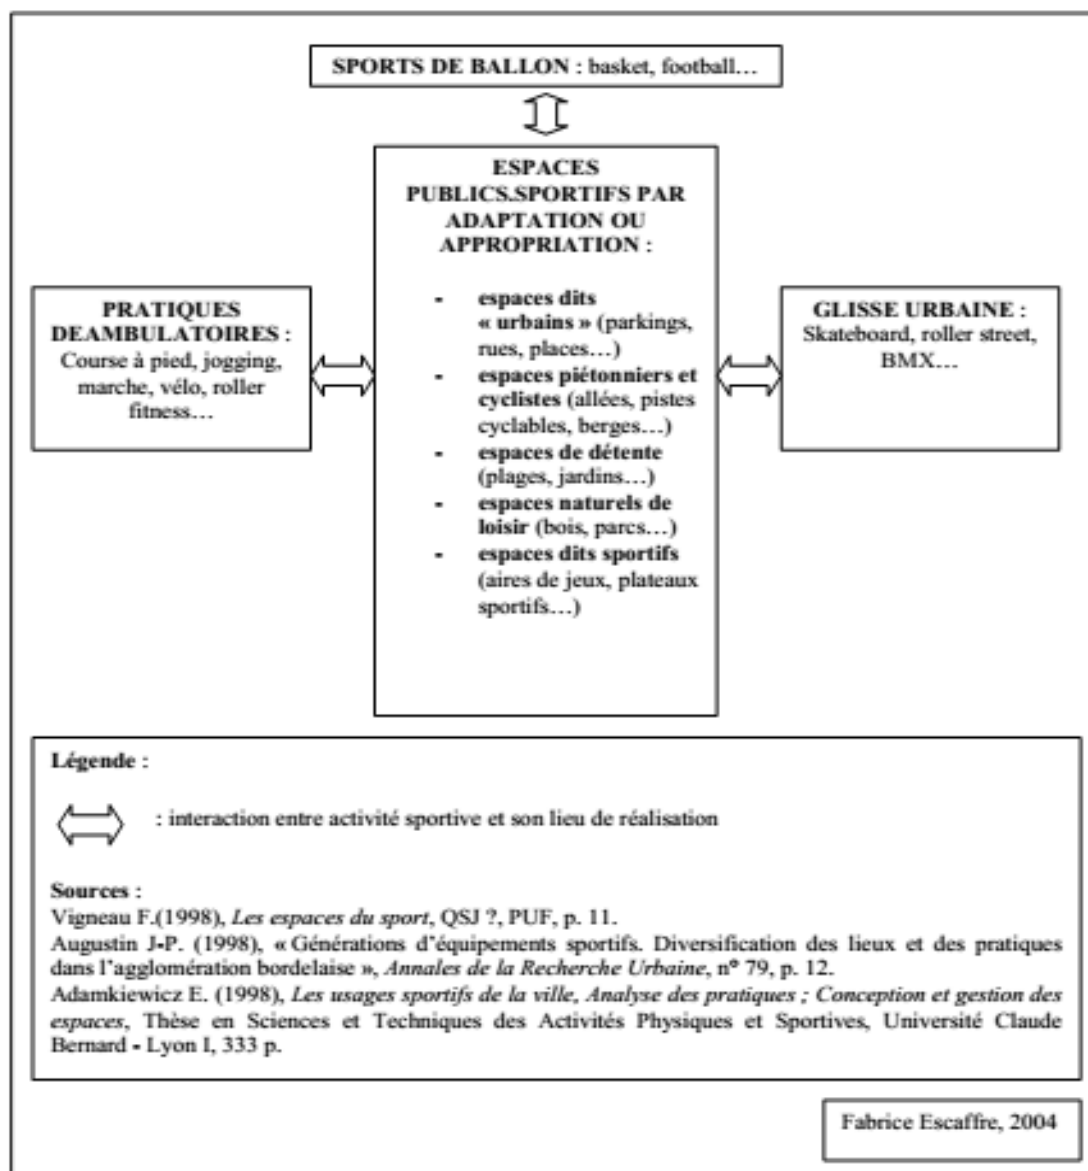 SPORTS DE BALLON : basket, football…
ESPACES
PUBLICS.SPORTIFS PAR
ADAPTATION OU
APPROPRIATION :
- espaces dits
« urbains » (parkings,
rues, places…)
- espaces piétonniers et
cyclistes (allées, pistes
cyclables, berges…)
- espaces de détente
(plages, jardins…)
- espaces naturels de
loisir (bois, parcs…)
- espaces dits sportifs
(aires de jeux, plateaux
sportifs…)
PRATIQUES
DEAMBULATOIRES :
Course à pied, jogging,
marche, vélo, roller
fitness…
GLISSE URBAINE :
Skateboard, roller street,
BMX…
Légende :
: interaction entre activité sportive et son lieu de réalisation
Sources :
Vigneau F.(1998), Les espaces du sport, QSJ ?, PUF, p. 11.
Augustin J-P. (1998), « Générations d'équipements sportifs. Diversification des lieux et des pratiques
dans l'agglomération bordelaise », Annales de la Recherche Urbaine, n° 79, p. 12.
Adamkiewicz E. (1998), Les usages sportifs de la ville, Analyse des pratiques ; Conception et gestion des
espaces, Thèse en Sciences et Techniques des Activités Physiques et Sportives, Université Claude
Bernard - Lyon I, 333 p.
Fabrice Escaffre, 2004